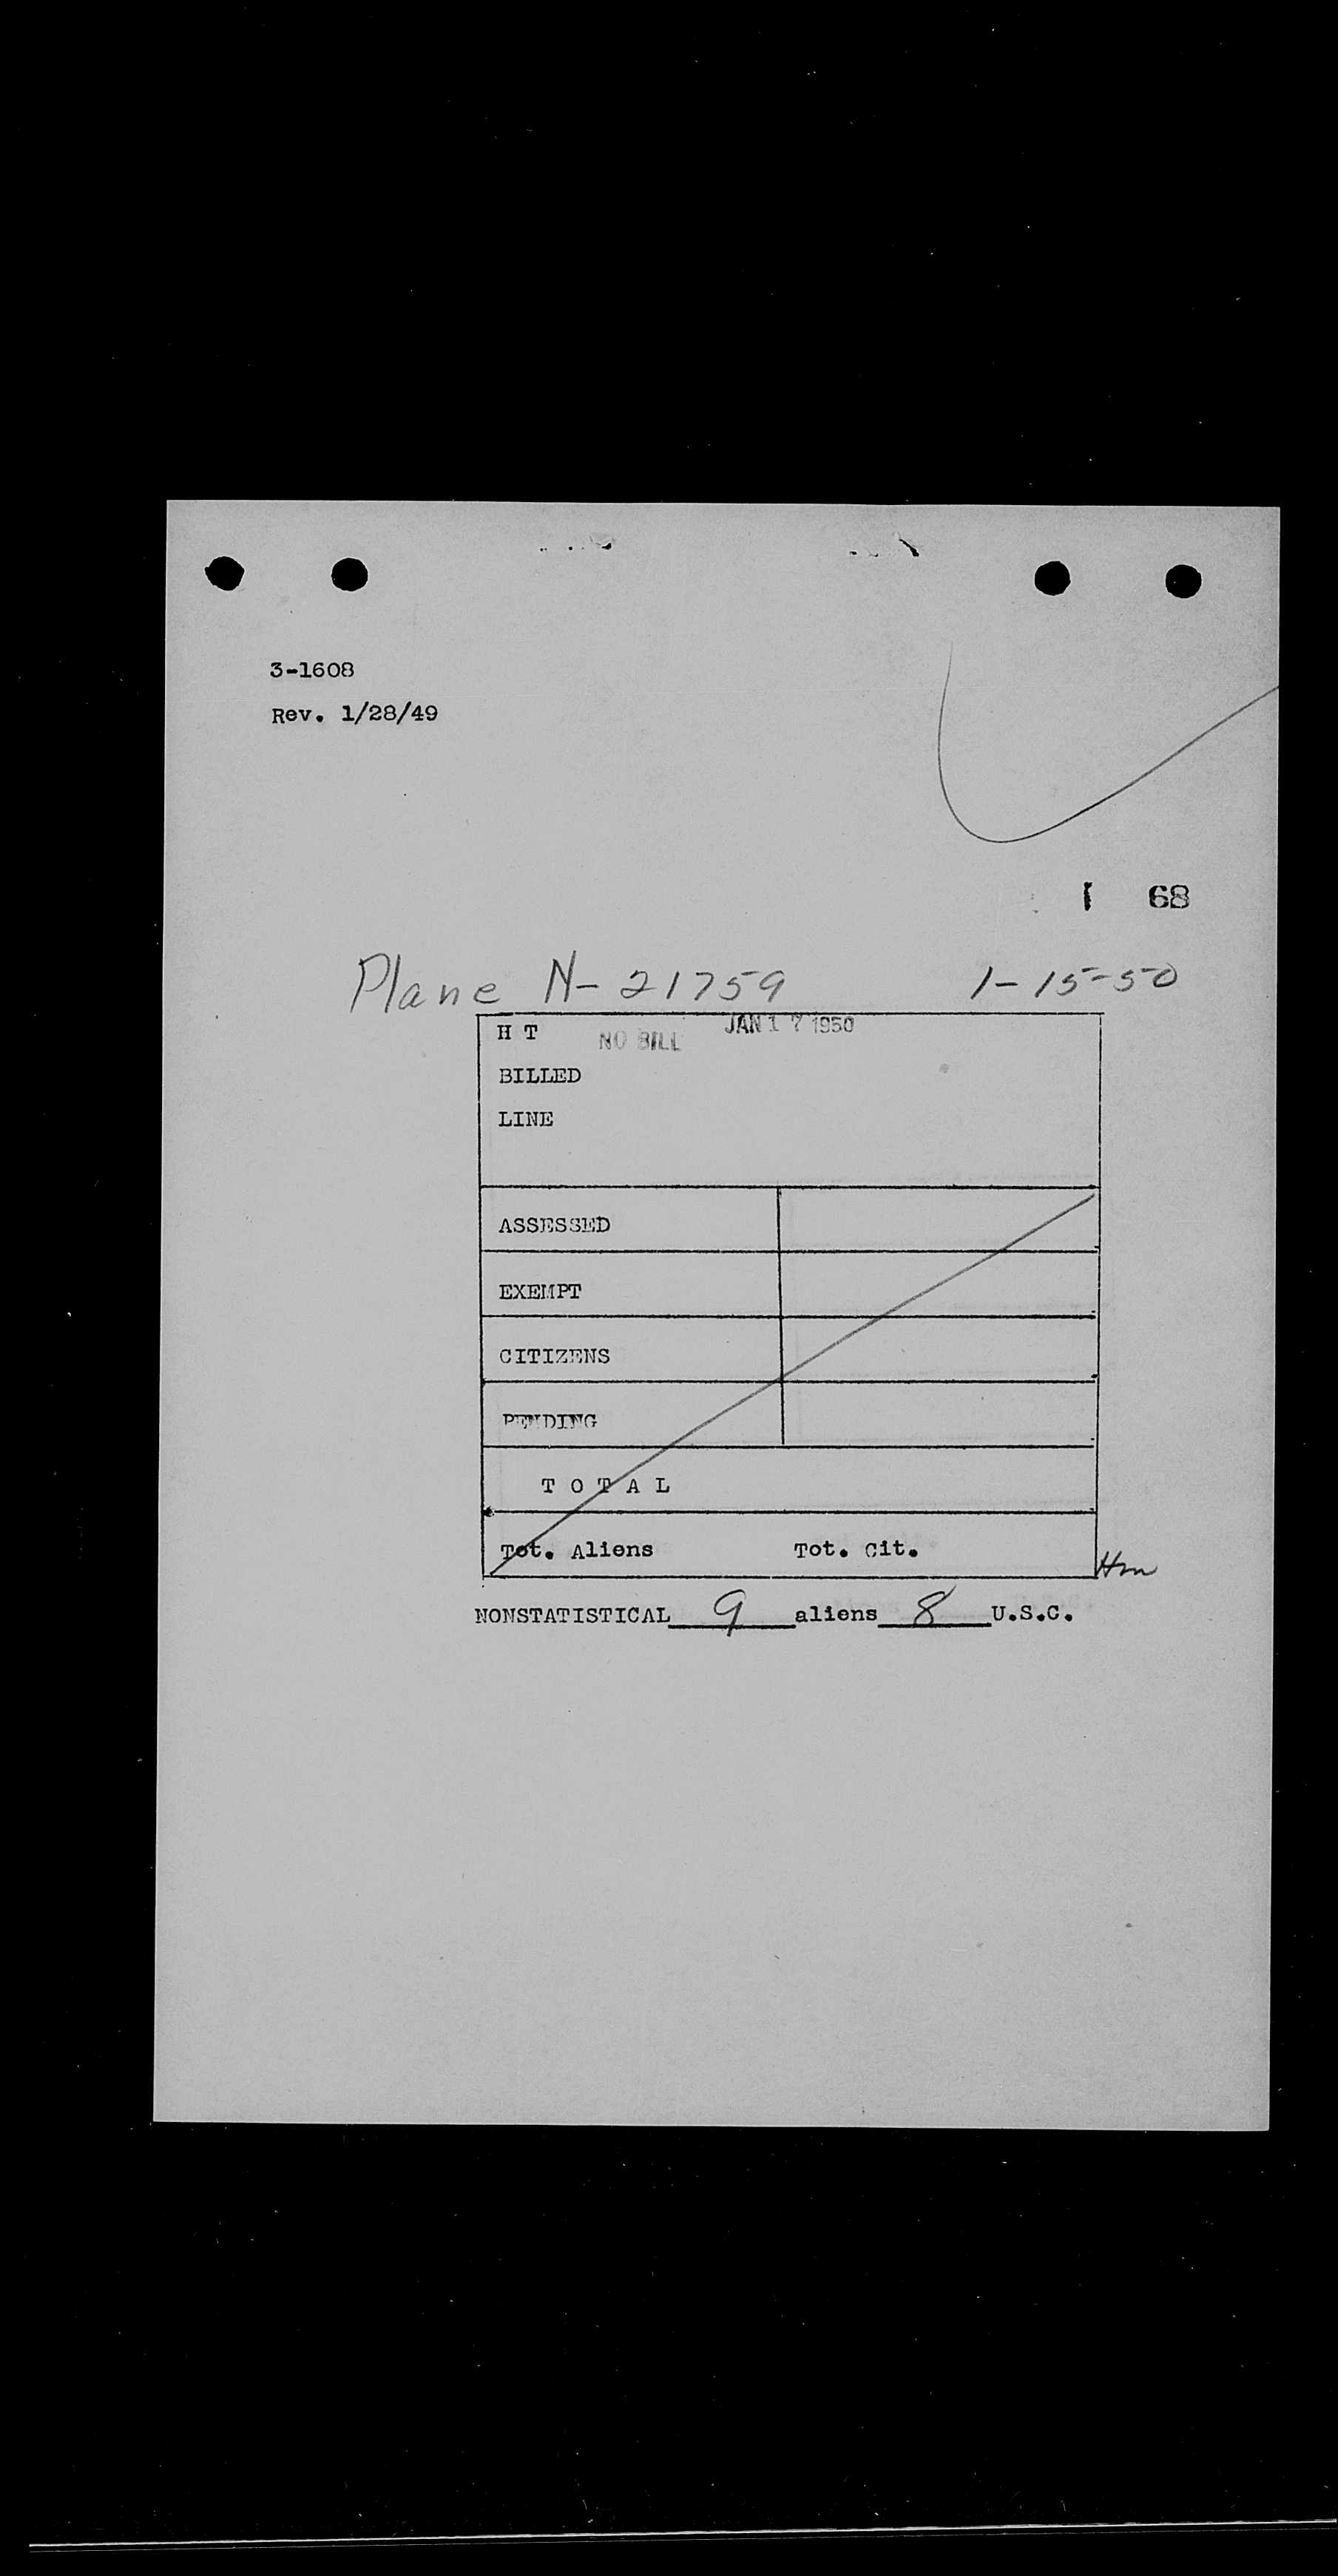 3-1608
Rev. 1/28/49
1 68
Plane N-21759 1-15-50
H T NO BILL JAN 17 1950
BILLED
LINE
ASSESSED
EXEMPT
CITIZENS
PENDING
T O T A L
Tot. Aliens Tot. Cit.
NONSTATISTICAL 9 aliens 8 U.S.C.